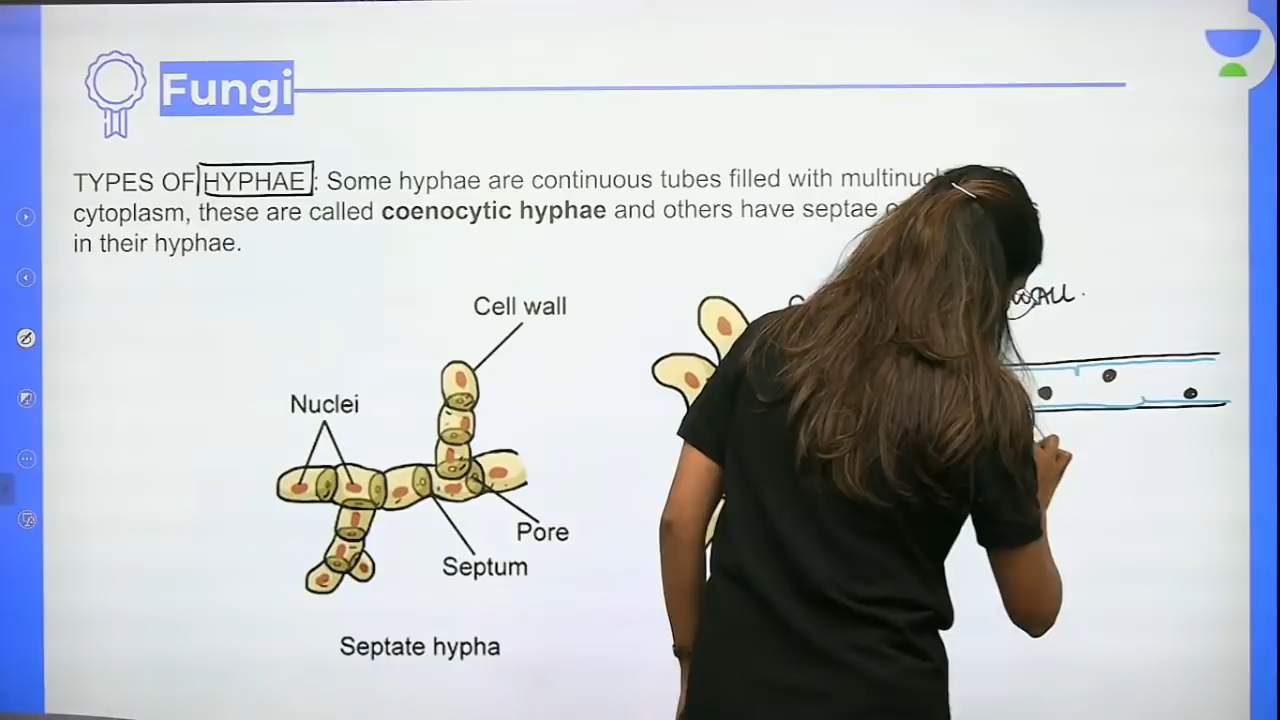 Fungi
TYPES OF HYPHAE : Some hyphae are continuous tubes filled with
cytoplasm, these are called coenocytic hyphae and others have septae
in their hyphae.
Cell wall
WALL.
Nuclei
Pore
Septum
Septate hypha